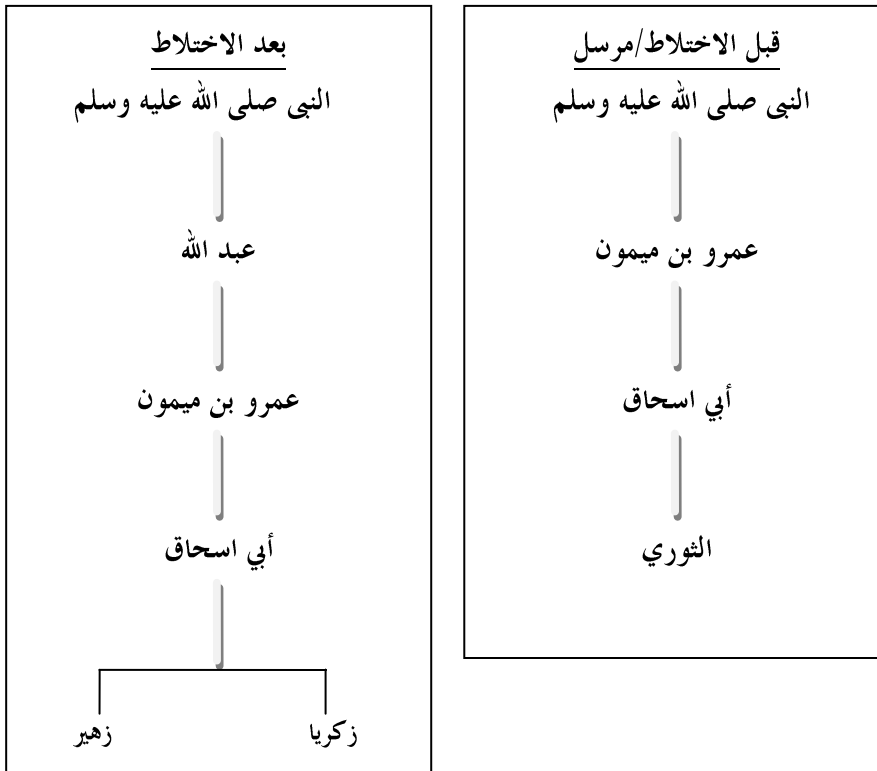 قبل الاختلاط/مرسل
النبى صلى الله عليه وسلم
عمرو بن ميمون
أبي اسحاق
الثوري
بعد الاختلاط
النبى صلى الله عليه وسلم
عبد الله
عمرو بن ميمون
أبي اسحاق
زكريا
زهير